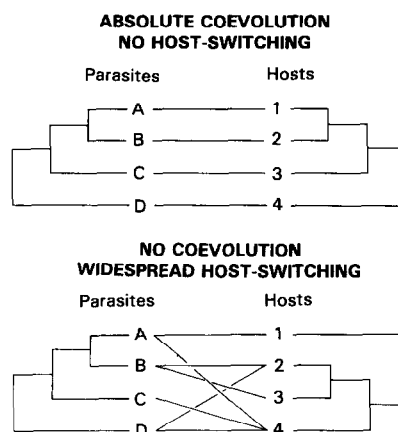 ABSOLUTE COEVOLUTION
NO HOST-SWITCHING
Parasites Hosts
A 1
B 2
C 3
D 4
NO COEVOLUTION
WIDESPREAD HOST-SWITCHING
Parasites Hosts
A 1
B 2
C 3
D 4